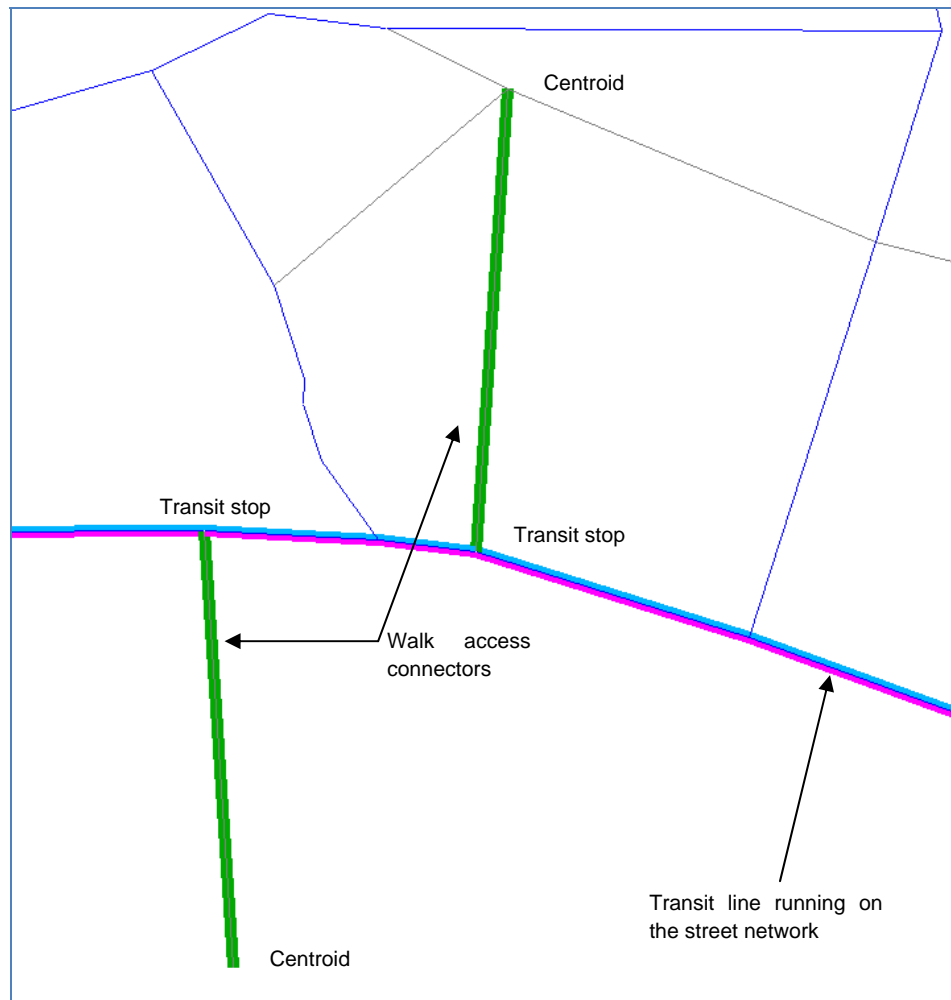 Centroid
Transit stop
Transit stop
Walk access
connectors
Transit line running on
the street network
Centroid